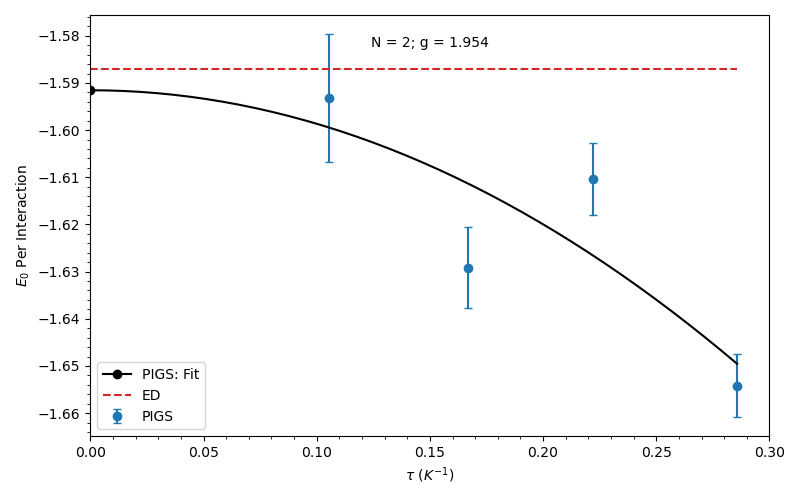 N = 2; g = 1.954
−1.58
−1.59
−1.60
−1.61
−1.62
−1.63
−1.64
−1.65
−1.66
E₀ Per Interaction
PIGS: Fit
ED
PIGS
0.00 0.05 0.10 0.15 0.20 0.25 0.30
τ (K⁻¹)